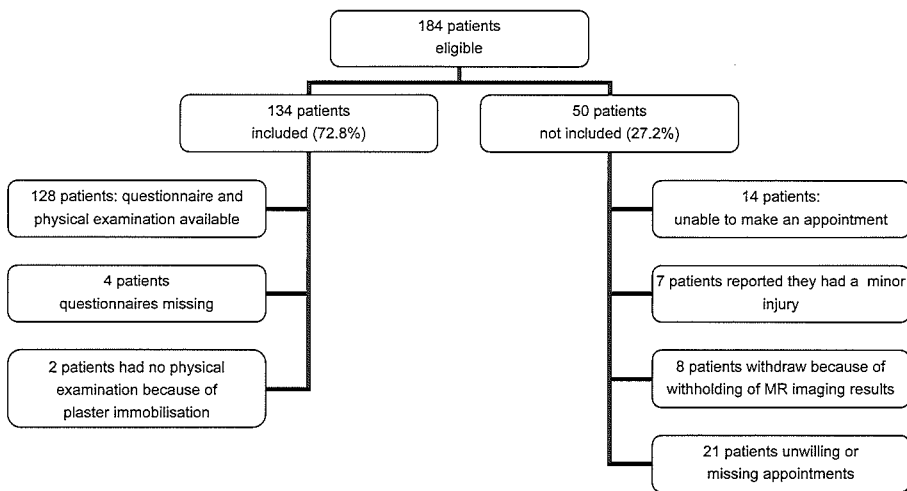 184 patients
eligible
134 patients
included (72.8%)
50 patients
not included (27.2%)
128 patients: questionnaire and
physical examination available
4 patients
questionnaires missing
2 patients had no physical
examination because of
plaster immobilisation
14 patients:
unable to make an appointment
7 patients reported they had a minor
injury
8 patients withdraw because of
withholding of MR imaging results
21 patients unwilling or
missing appointments